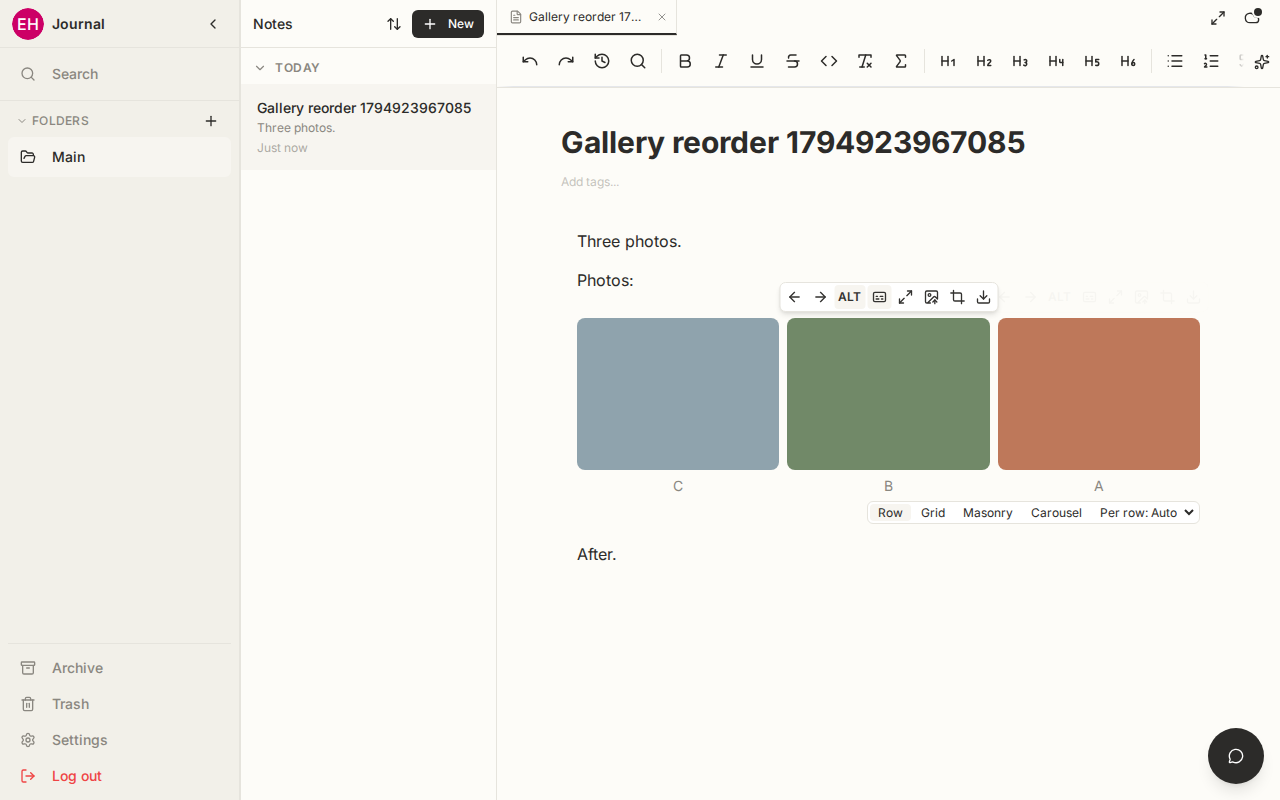 EH Journal
Notes
New
Gallery reorder 17...
Search
FOLDERS
Main
TODAY
Gallery reorder 1794923967085
Three photos.
Just now
H1 H2 H3 H4 H5 H6
Gallery reorder 1794923967085
Add tags...
Three photos.
Photos:
ALT
ALT
C B A
Row Grid Masonry Carousel Per row: Auto
After.
Archive
Trash
Settings
Log out